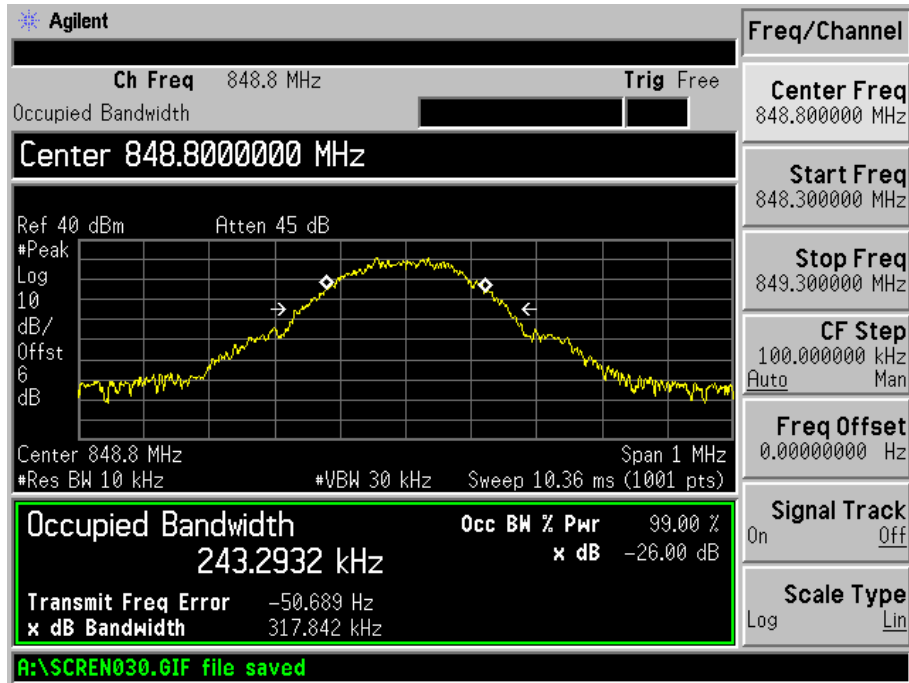 Agilent
Freq/Channel
Ch Freq 848.8 MHz Trig Free
Occupied Bandwidth
Center 848.8000000 MHz
Ref 40 dBm Atten 45 dB
#Peak
Log
10
dB/
Offst
6
dB
Center 848.8 MHz Span 1 MHz
#Res BW 10 kHz #VBW 30 kHz Sweep 10.36 ms (1001 pts)
Occupied Bandwidth Occ BW % Pwr 99.00 %
243.2932 kHz x dB -26.00 dB
Transmit Freq Error -50.689 Hz
x dB Bandwidth 317.842 kHz
A:\SCREN030.GIF file saved
Center Freq
848.800000 MHz
Start Freq
848.300000 MHz
Stop Freq
849.300000 MHz
CF Step
100.000000 kHz
Auto Man
Freq Offset
0.00000000 Hz
Signal Track
On Off
Scale Type
Log Lin